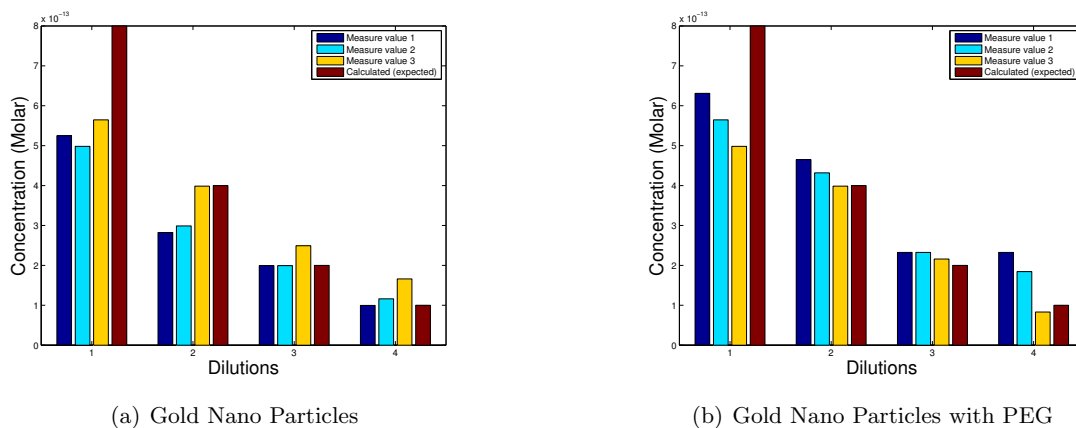 x 10⁻¹³
8
7
6
5
4
3
2
1
0
Concentration (Molar)
Measure value 1
Measure value 2
Measure value 3
Calculated (expected)
1 2 3 4
Dilutions
(a) Gold Nano Particles
x 10⁻¹³
8
7
6
5
4
3
2
1
0
Concentration (Molar)
Measure value 1
Measure value 2
Measure value 3
Calculated (expected)
1 2 3 4
Dilutions
(b) Gold Nano Particles with PEG